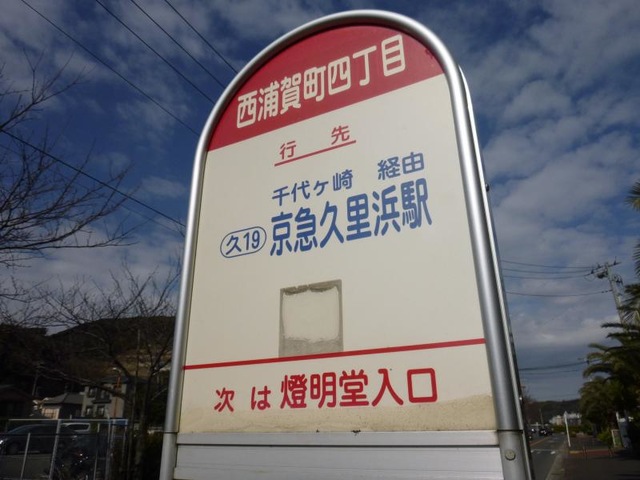 西浦賀町四丁目
行先
千代ヶ崎 経由
久19 京急久里浜駅
次は 燈明堂入口